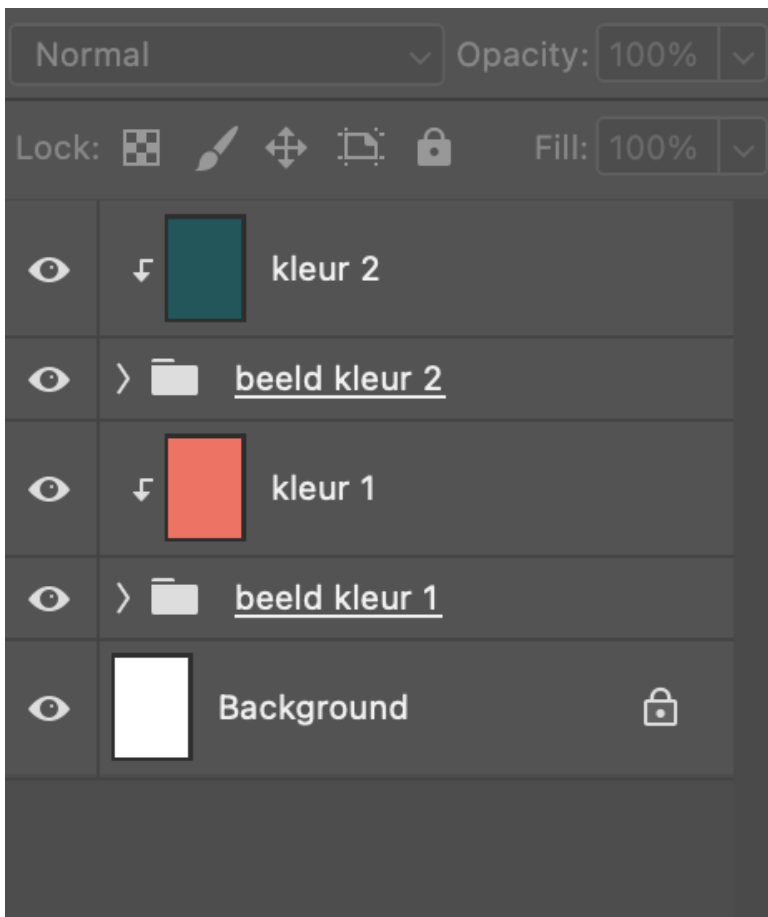 Normal Opacity: 100%
Lock: Fill: 100%
kleur 2
beeld kleur 2
kleur 1
beeld kleur 1
Background